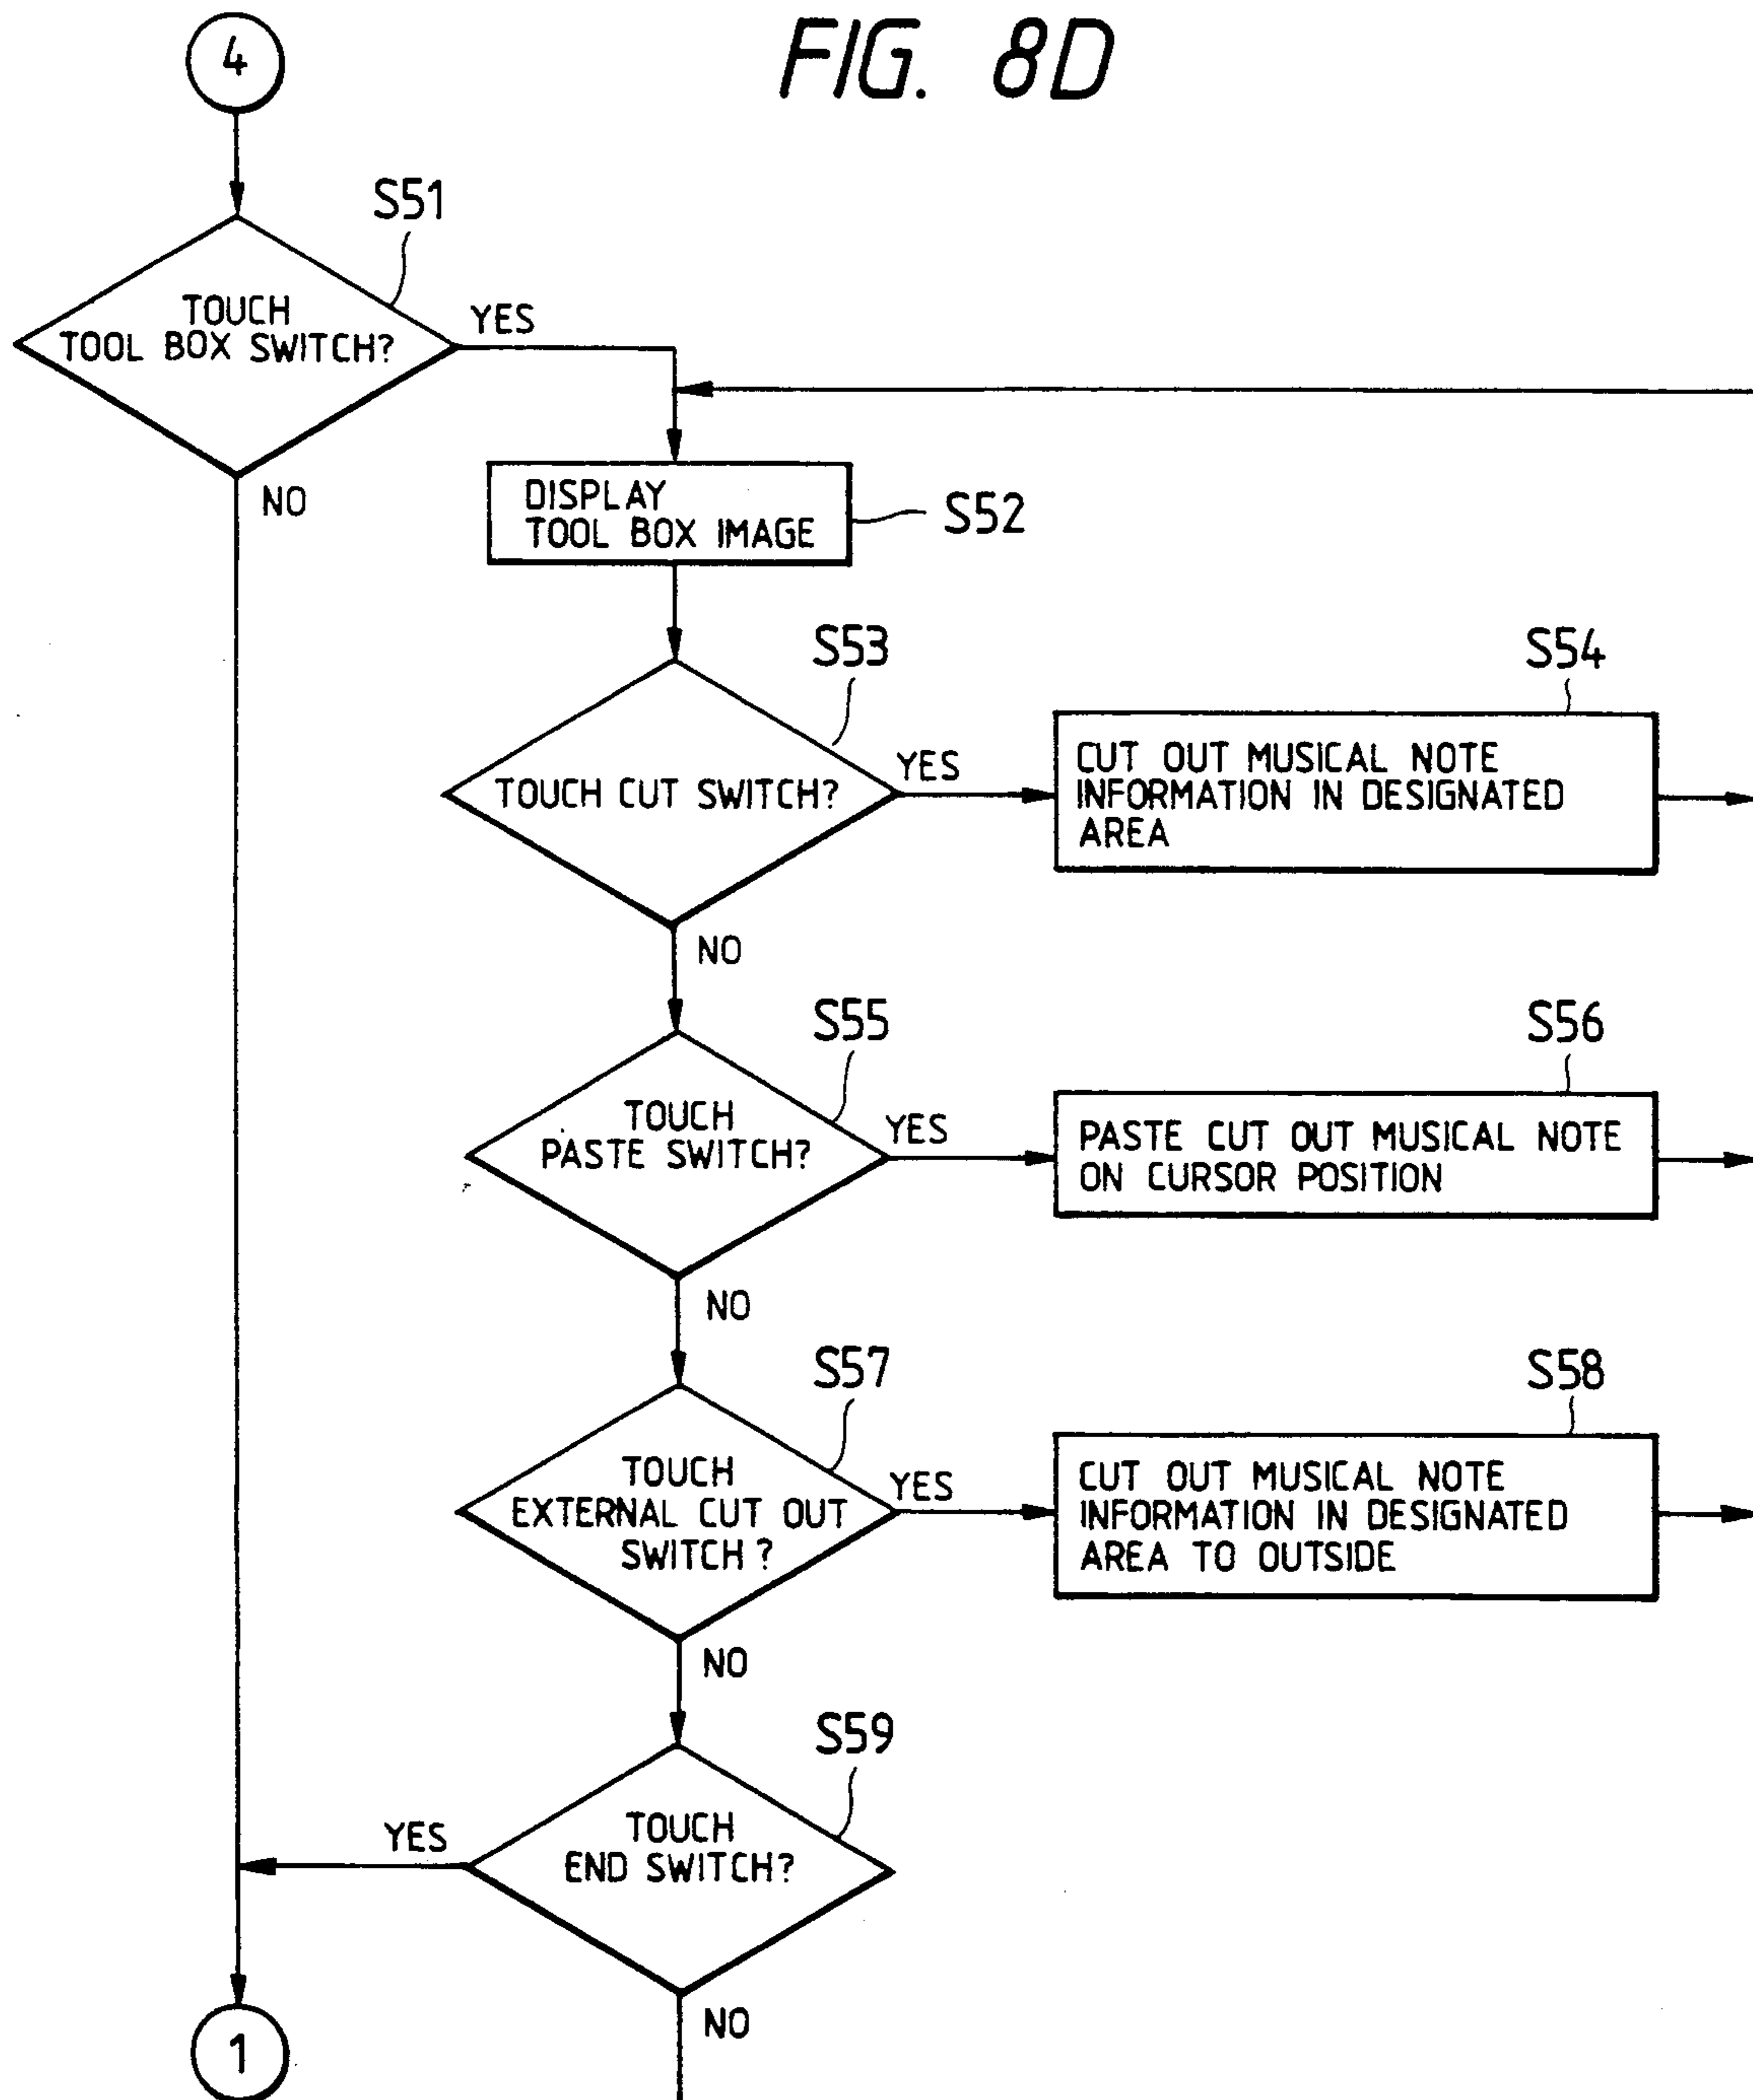 FIG. 8D
4
S51
TOUCH
TOOL BOX SWITCH?
YES
NO
DISPLAY
TOOL BOX IMAGE
S52
S53
TOUCH CUT SWITCH?
YES
NO
S54
CUT OUT MUSICAL NOTE
INFORMATION IN DESIGNATED
AREA
S55
TOUCH
PASTE SWITCH?
YES
NO
S56
PASTE CUT OUT MUSICAL NOTE
ON CURSOR POSITION
S57
TOUCH
EXTERNAL CUT OUT
SWITCH?
YES
NO
S58
CUT OUT MUSICAL NOTE
INFORMATION IN DESIGNATED
AREA TO OUTSIDE
S59
TOUCH
END SWITCH?
YES
NO
1